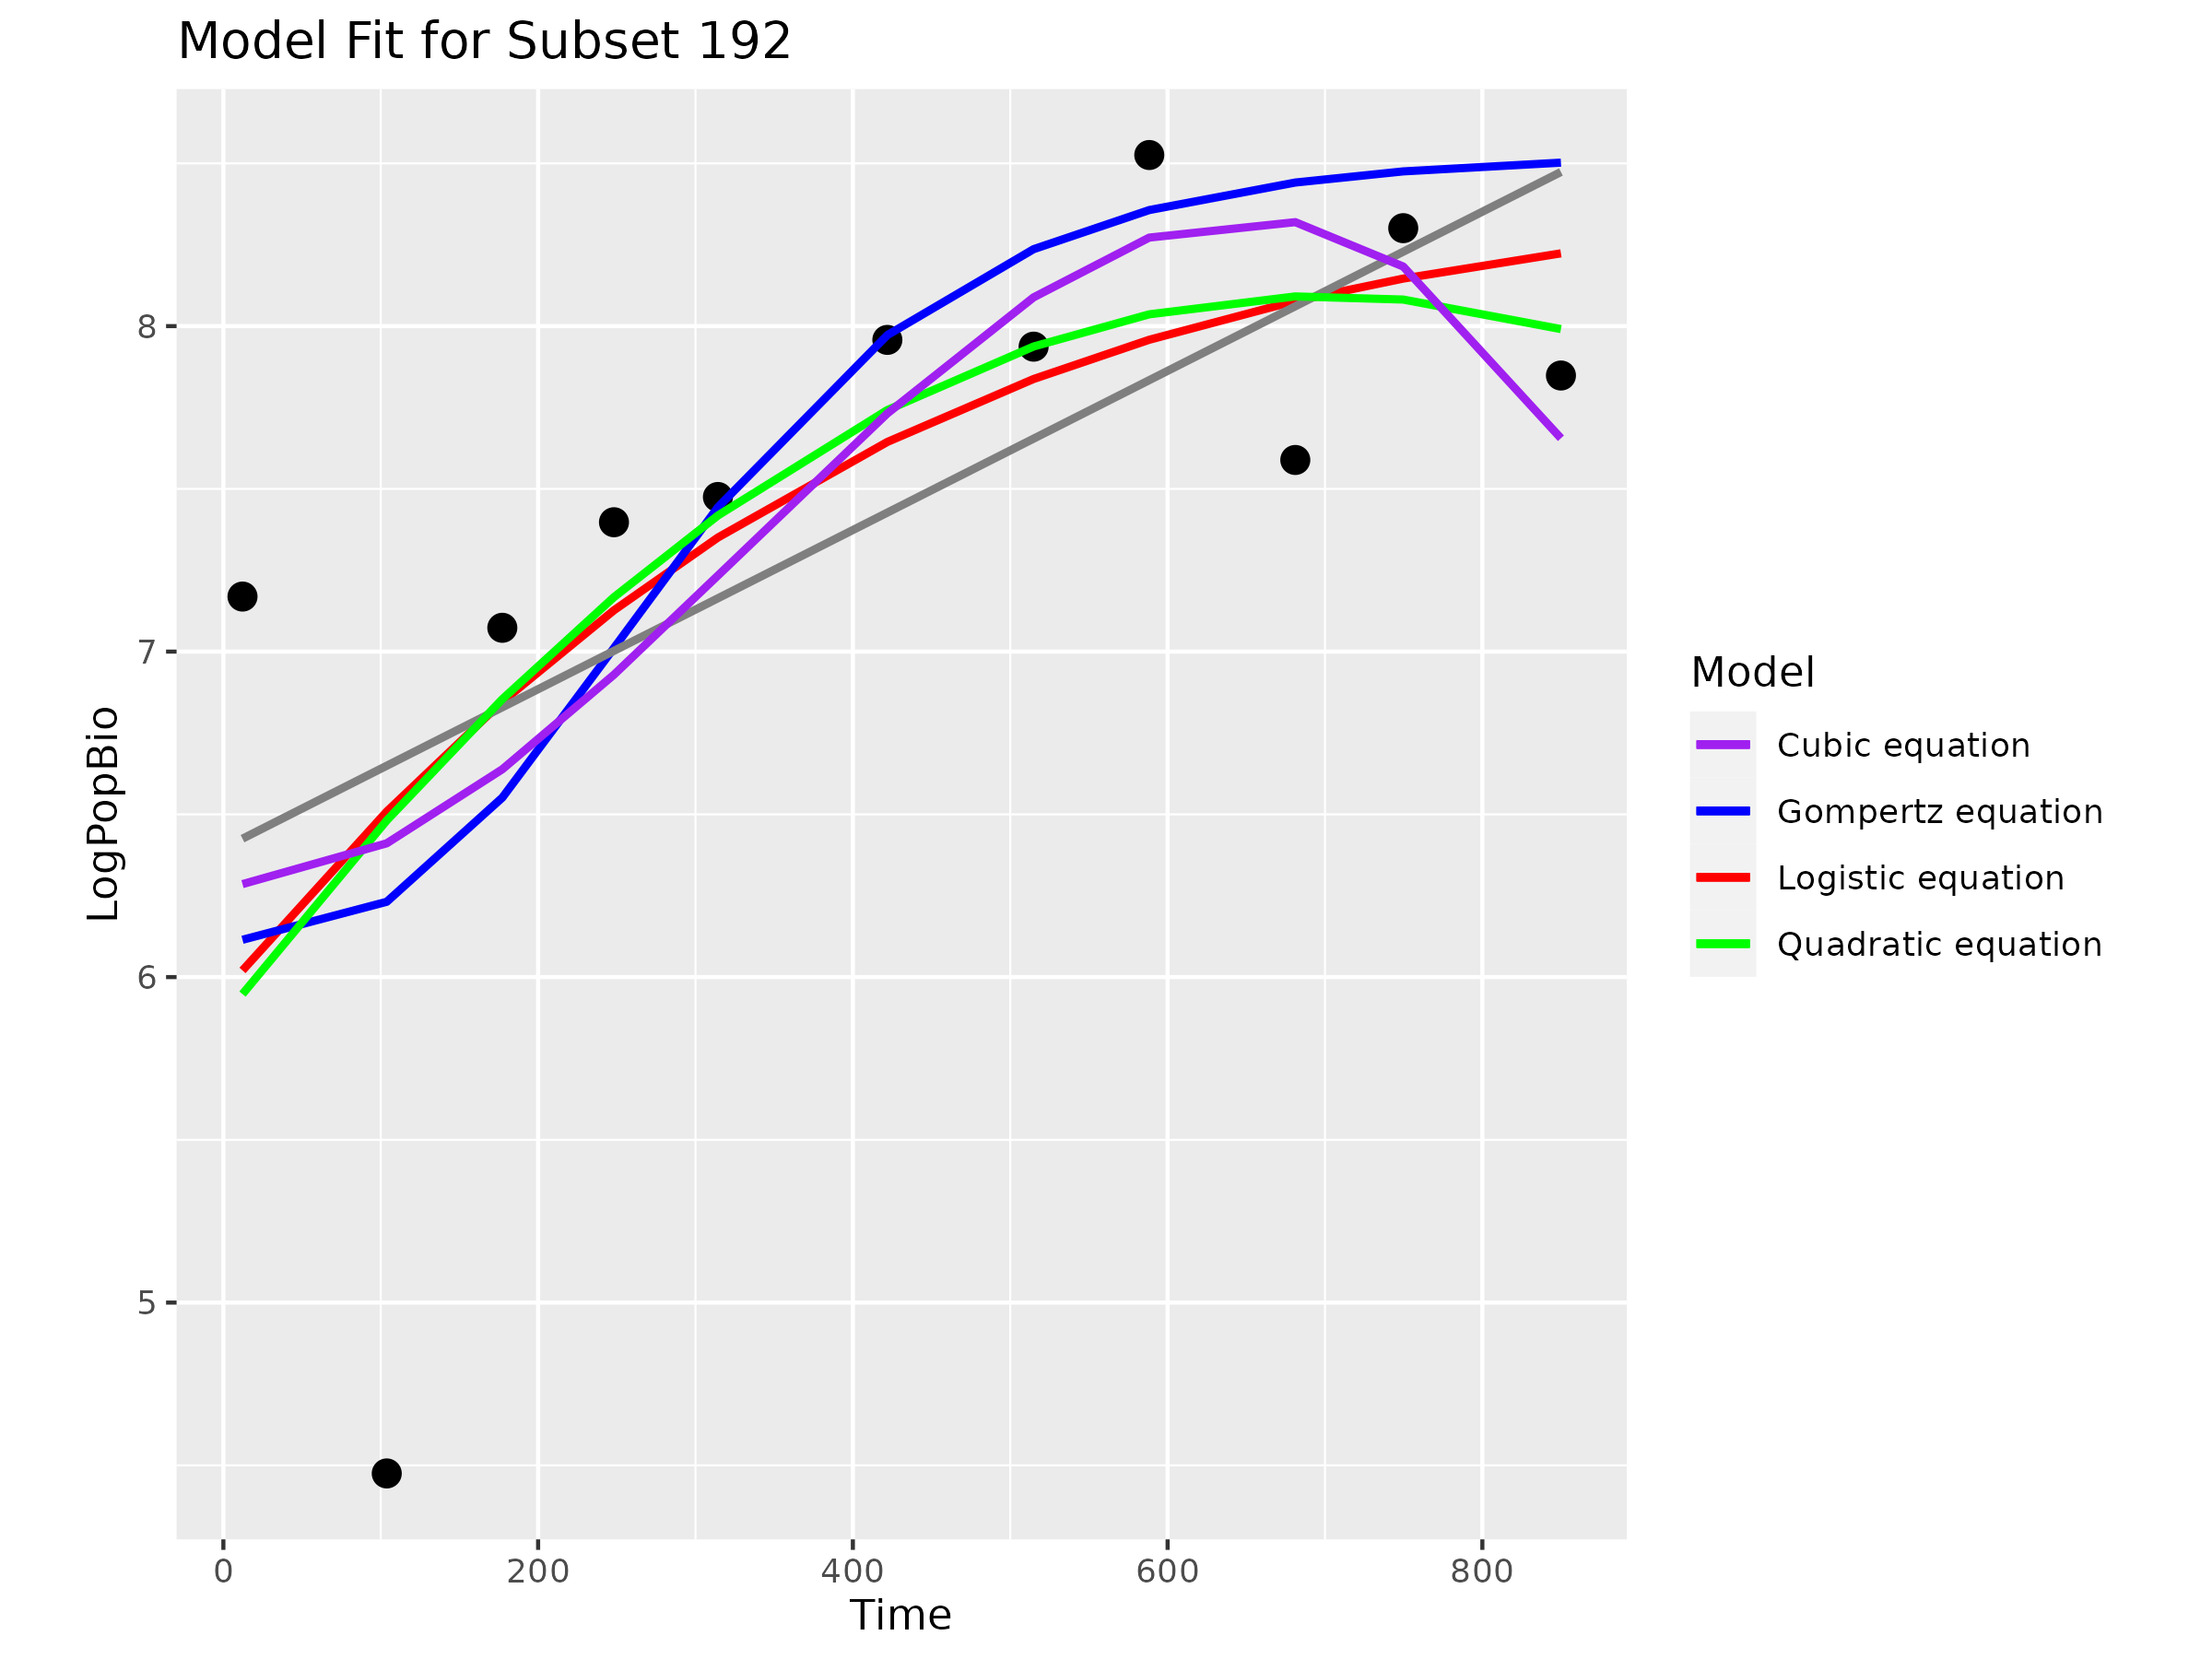 Model Fit for Subset 192
LogPopBio
8
7
6
5
0 200 400 600 800
Time
Model
Cubic equation
Gompertz equation
Logistic equation
Quadratic equation